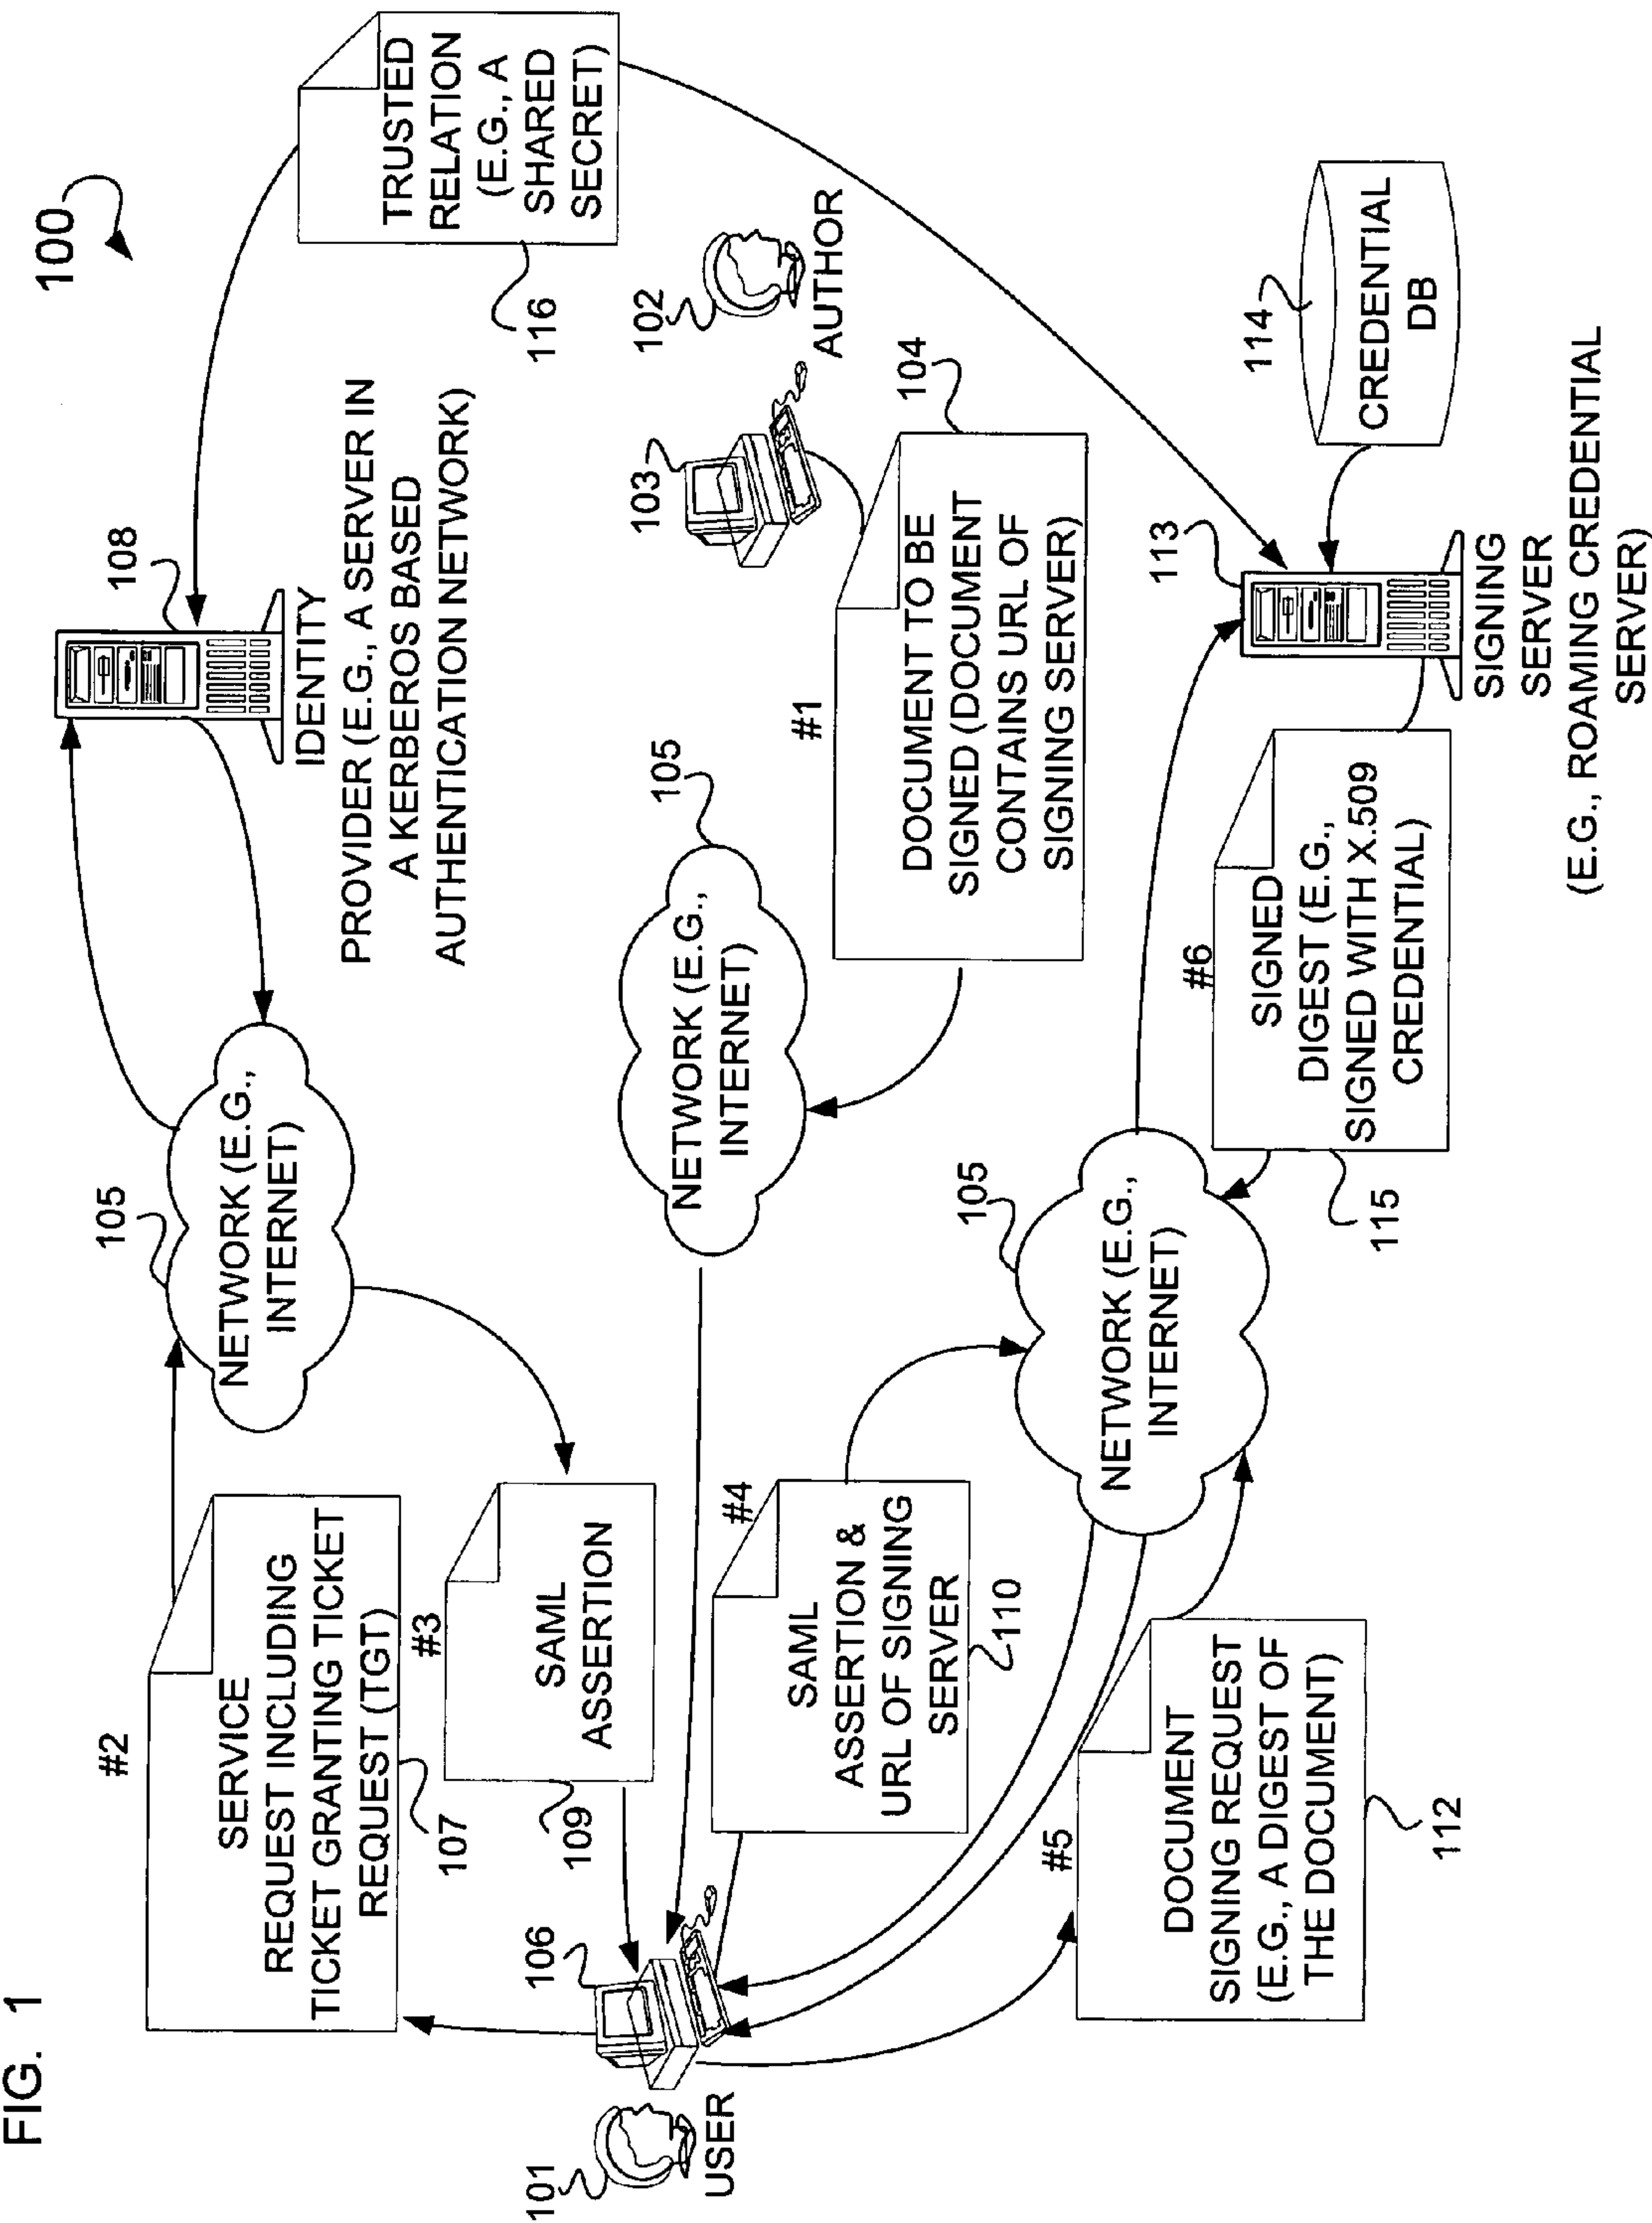 FIG. 1
100
#2
SERVICE
REQUEST INCLUDING
TICKET GRANTING TICKET
REQUEST (TGT)
107
105
NETWORK (E.G.,
INTERNET)
108
IDENTITY
PROVIDER (E.G., A SERVER IN
A KERBEROS BASED
AUTHENTICATION NETWORK)
TRUSTED
RELATION
(E.G., A
SHARED
SECRET)
116
#3
SAML
ASSERTION
109
106
101
USER
105
NETWORK (E.G.,
INTERNET)
103
102
AUTHOR
#1
104
DOCUMENT TO BE
SIGNED (DOCUMENT
CONTAINS URL OF
SIGNING SERVER)
#4
SAML
ASSERTION &
URL OF SIGNING
SERVER
110
105
NETWORK (E.G.,
INTERNET)
#5
DOCUMENT
SIGNING REQUEST
(E.G., A DIGEST OF
THE DOCUMENT)
112
#6
SIGNED
DIGEST (E.G.,
SIGNED WITH X.509
CREDENTIAL)
115
113
SIGNING
SERVER
(E.G., ROAMING CREDENTIAL
SERVER)
114
CREDENTIAL
DB